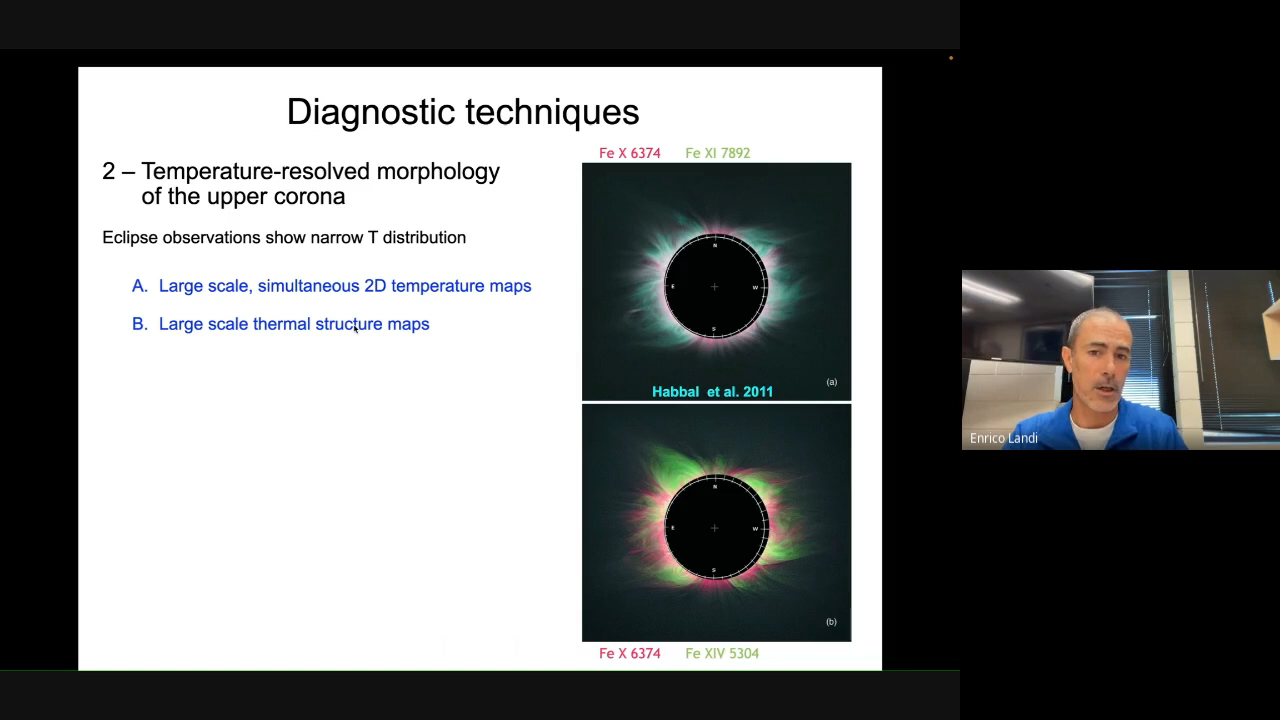 Diagnostic techniques
2 – Temperature-resolved morphology
of the upper corona
Eclipse observations show narrow T distribution
A. Large scale, simultaneous 2D temperature maps
B. Large scale thermal structure maps
Fe X 6374 Fe XI 7892
N
E W
S
(a)
Habbal et al. 2011
N
E W
S
(b)
Fe X 6374 Fe XIV 5304
Enrico Landi